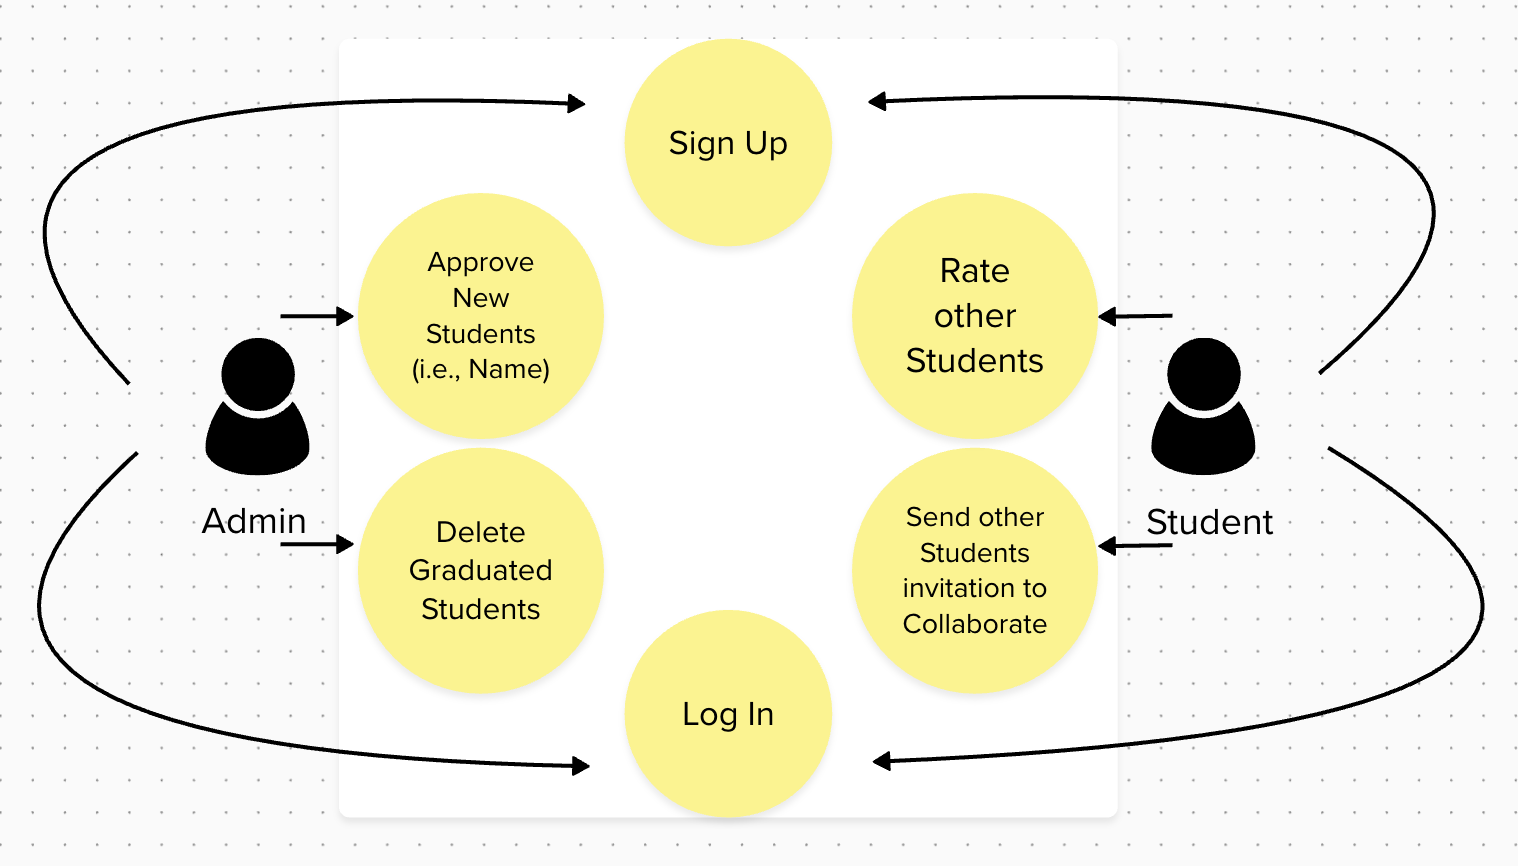 Sign Up
Approve
New
Students
(i.e., Name)
Rate
other
Students
Admin
Student
Delete
Graduated
Students
Send other
Students
invitation to
Collaborate
Log In